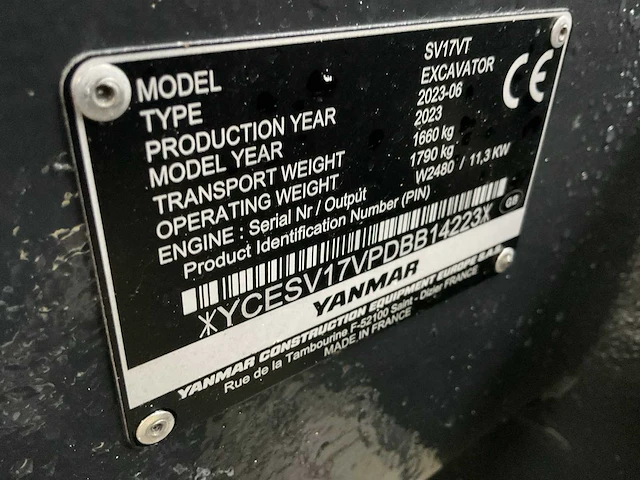 MODEL SV17VT
TYPE EXCAVATOR
PRODUCTION YEAR 2023-06
MODEL YEAR 2023
TRANSPORT WEIGHT 1660 kg
OPERATING WEIGHT 1790 kg
ENGINE : Serial Nr / Output W2480 / 11,3 KW
Product Identification Number (PIN)
CE
GB
*YCESV17VPDBB14223*
YANMAR
YANMAR CONSTRUCTION EQUIPMENT EUROPE S.A.S.
Rue de la Tambourine F-52100 Saint - Dizier FRANCE
MADE IN FRANCE